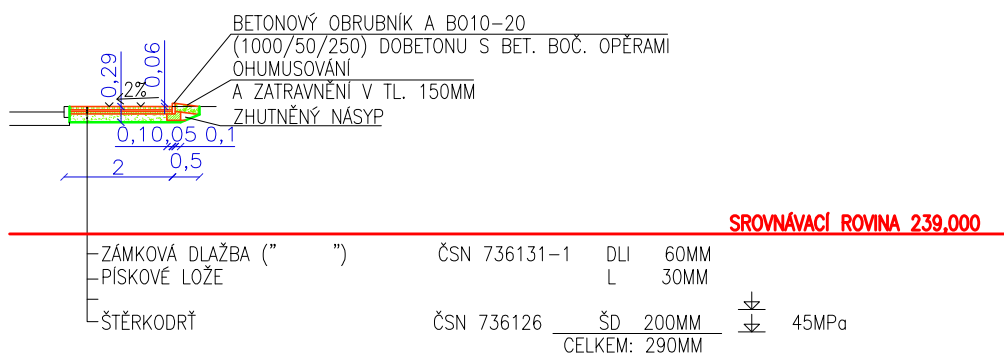 BETONOVÝ OBRUBNÍK A BO10-20
(1000/50/250) DOBETONU S BET. BOČ. OPĚRAMI
OHUMUSOVÁNÍ
A ZATRAVNĚNÍ V TL. 150MM
ZHUTNĚNÝ NÁSYP
0,29
2%
0,06
0,1 0,05 0,1
2
0,5
SROVNÁVACÍ ROVINA 239,000
ZÁMKOVÁ DLAŽBA (" ") ČSN 736131-1 DLI 60MM
PÍSKOVÉ LOŽE L 30MM
ŠTĚRKODRŤ ČSN 736126 ŠD 200MM 45MPa
CELKEM: 290MM